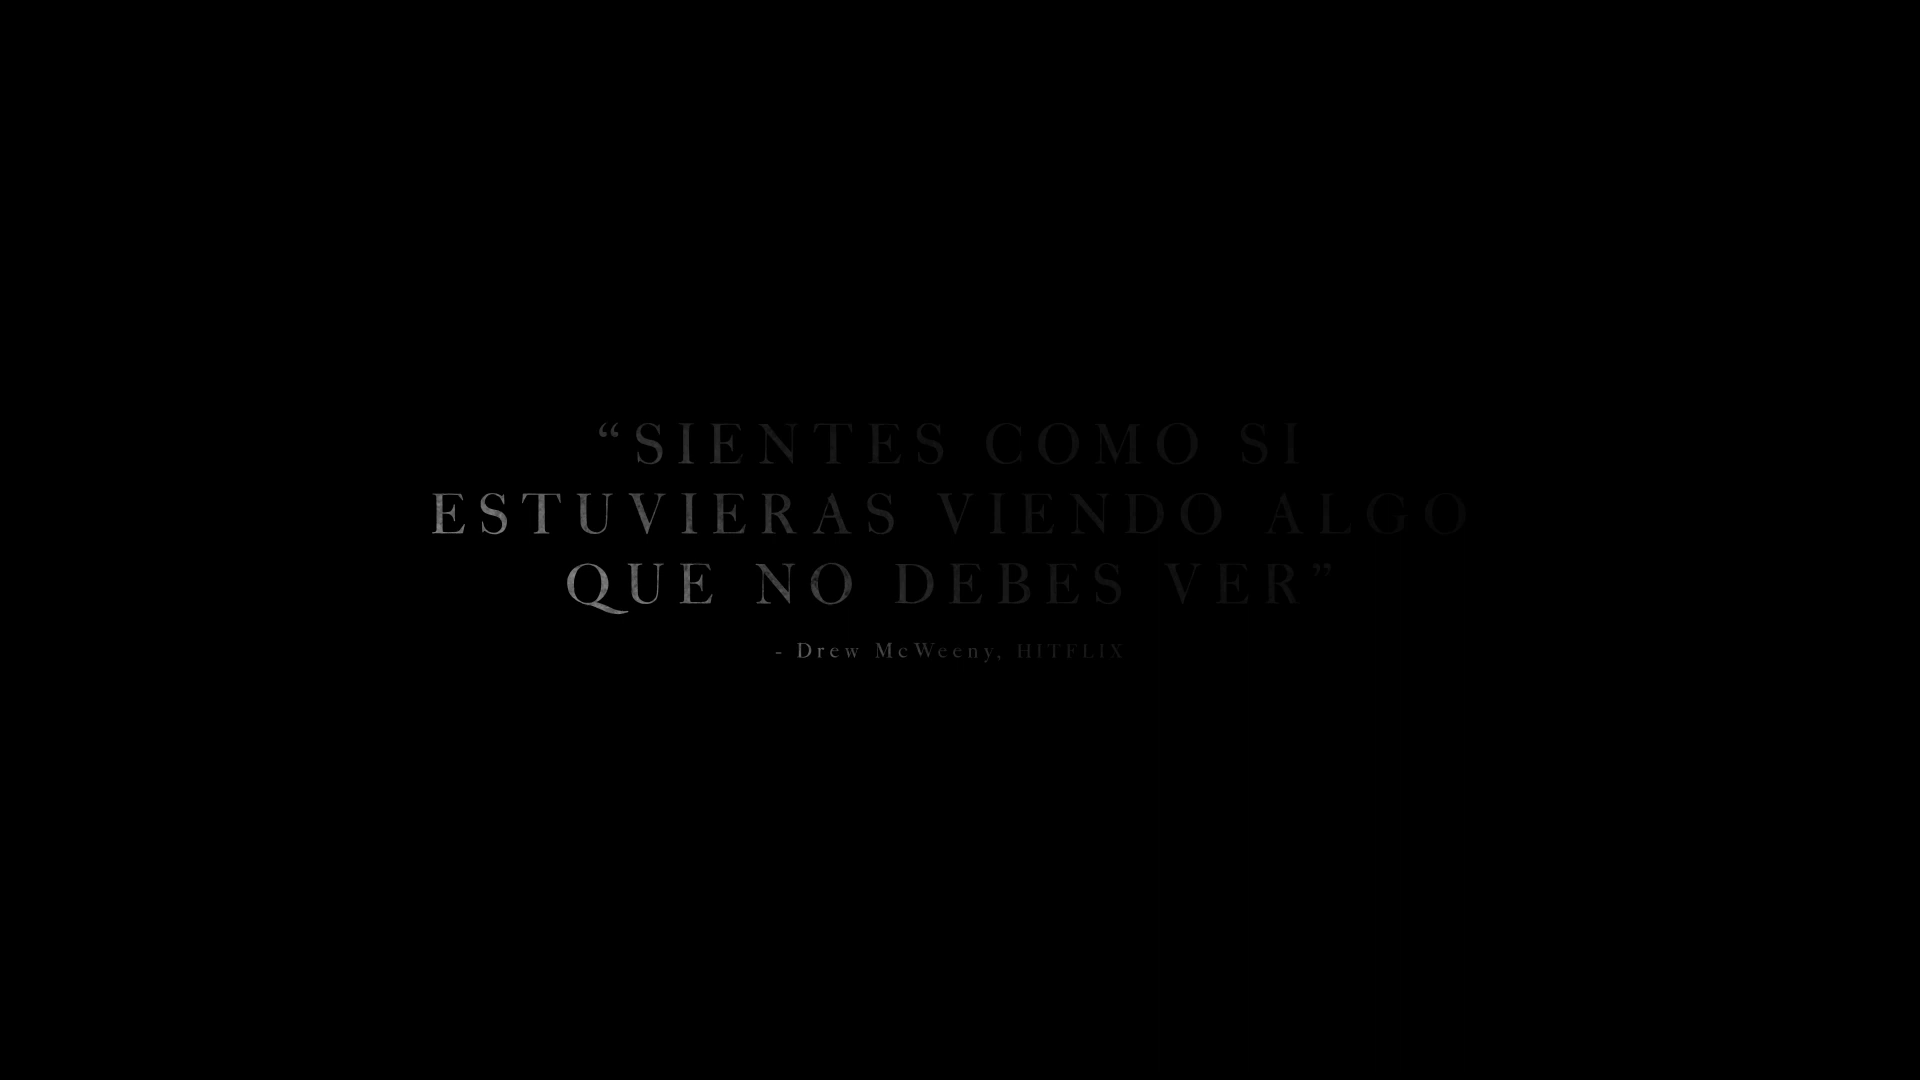 “SIENTES COMO SI
ESTUVIERAS VIENDO ALGO
QUE NO DEBES VER”
- Drew McWeeny, HITFLIX